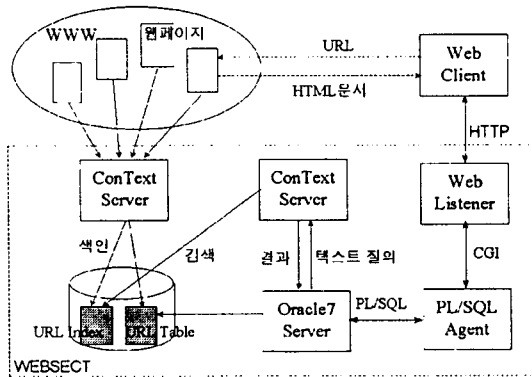 WWW 웹페이지
URL
Web
Client
HTML문서
HTTP
ConText
Server
ConText
Server
Web
Listener
색인
검색
결과
텍스트 질의
CGI
URL Index
URL Table
Oracle7
Server
PL/SQL
PL/SQL
Agent
WEBSECT